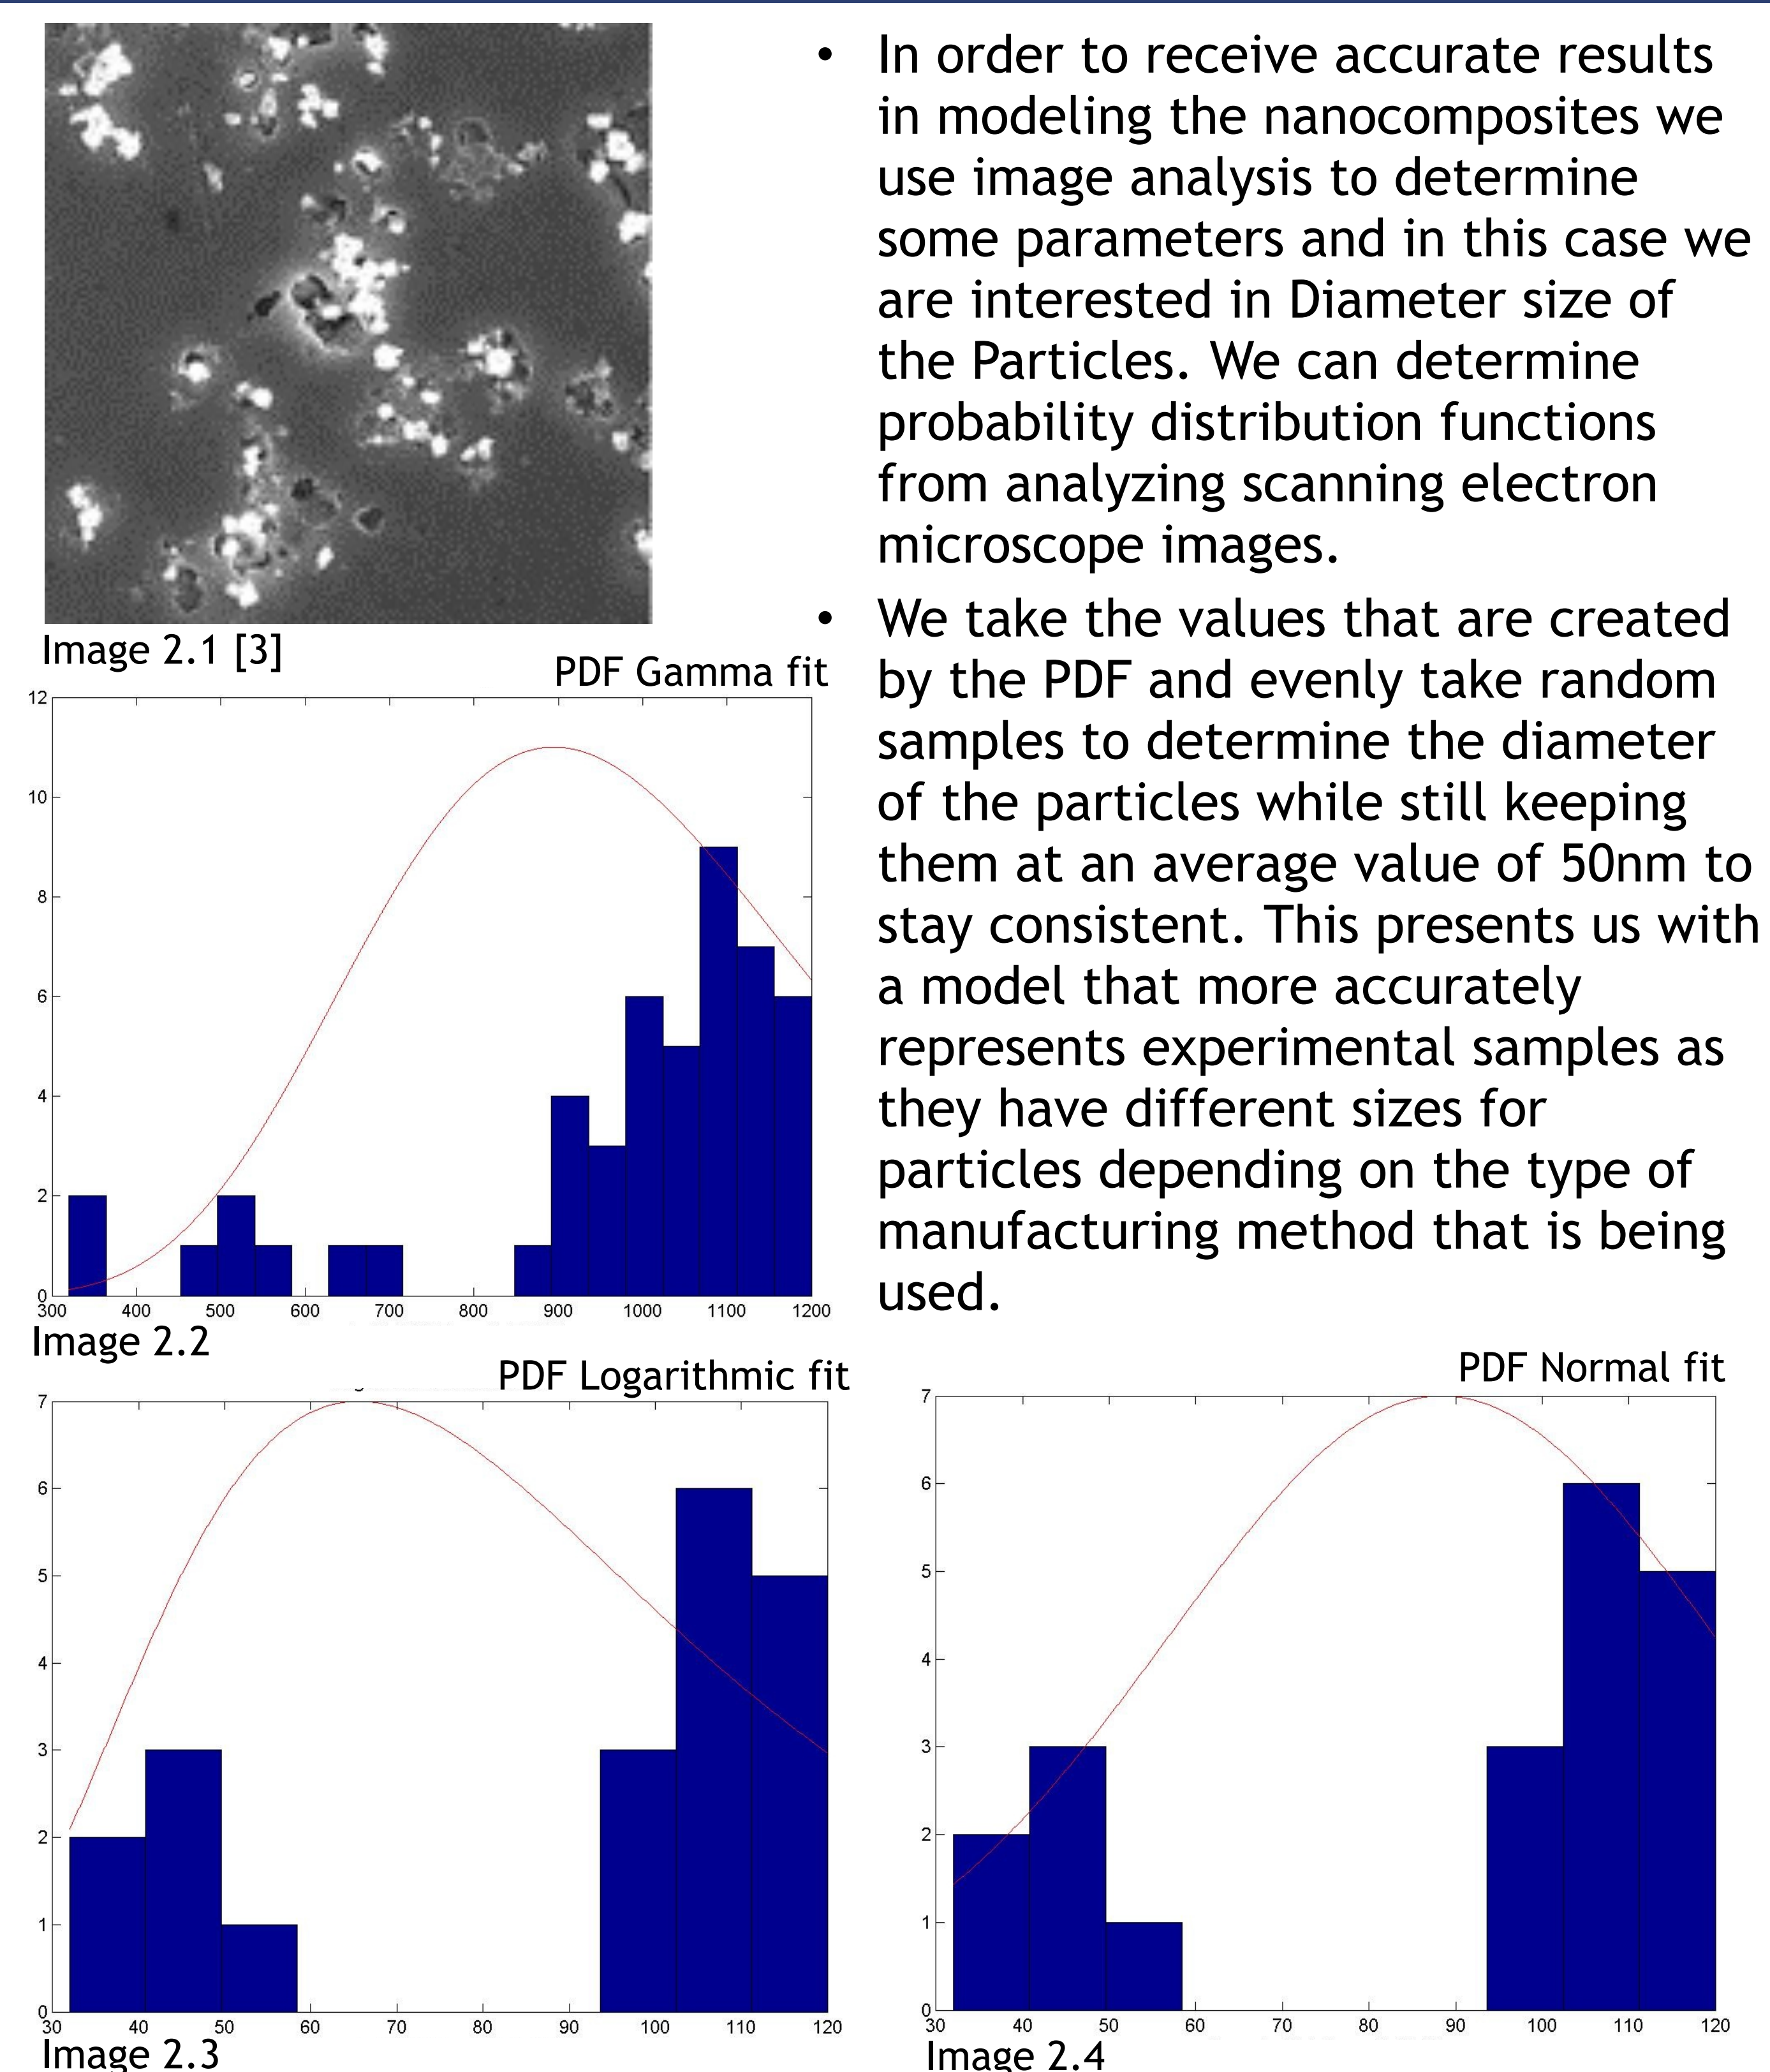 • In order to receive accurate results
in modeling the nanocomposites we
use image analysis to determine
some parameters and in this case we
are interested in Diameter size of
the Particles. We can determine
probability distribution functions
from analyzing scanning electron
microscope images.
• We take the values that are created
by the PDF and evenly take random
samples to determine the diameter
of the particles while still keeping
them at an average value of 50nm to
stay consistent. This presents us with
a model that more accurately
represents experimental samples as
they have different sizes for
particles depending on the type of
manufacturing method that is being
used.
Image 2.1 [3]
PDF Gamma fit
12
10
8
6
4
2
0
300 400 500 600 700 800 900 1000 1100 1200
Image 2.2
PDF Logarithmic fit
7
6
5
4
3
2
1
0
30 40 50 60 70 80 90 100 110 120
Image 2.3
PDF Normal fit
7
6
5
4
3
2
1
0
30 40 50 60 70 80 90 100 110 120
Image 2.4